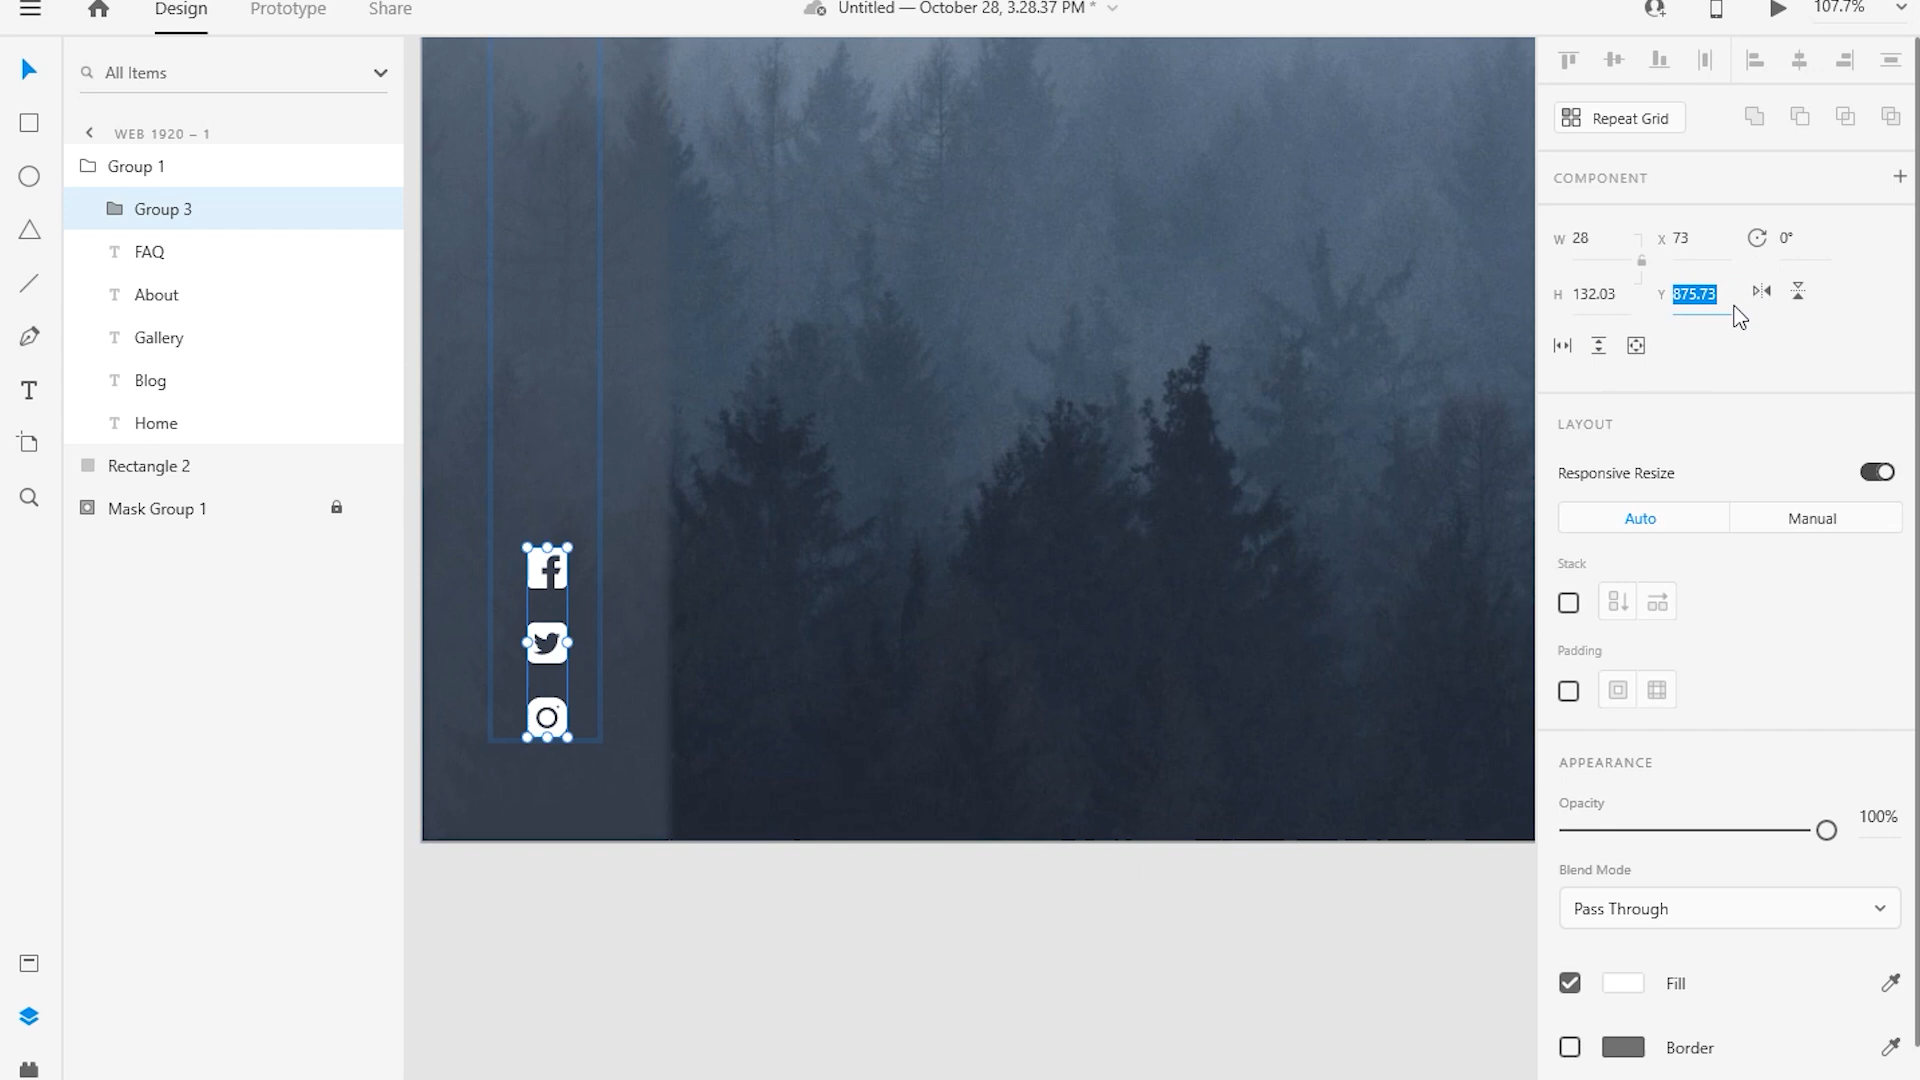 Design
Prototype
Share
Untitled — October 28, 3.28.37 PM *
107.7%
All Items
WEB 1920 – 1
Group 1
Group 3
T FAQ
T About
T Gallery
T Blog
T Home
Rectangle 2
Mask Group 1
Repeat Grid
COMPONENT
W 28 X 73 0°
H 132.03 Y 875.73
LAYOUT
Responsive Resize
Auto Manual
Stack
Padding
APPEARANCE
Opacity
100%
Blend Mode
Pass Through
Fill
Border